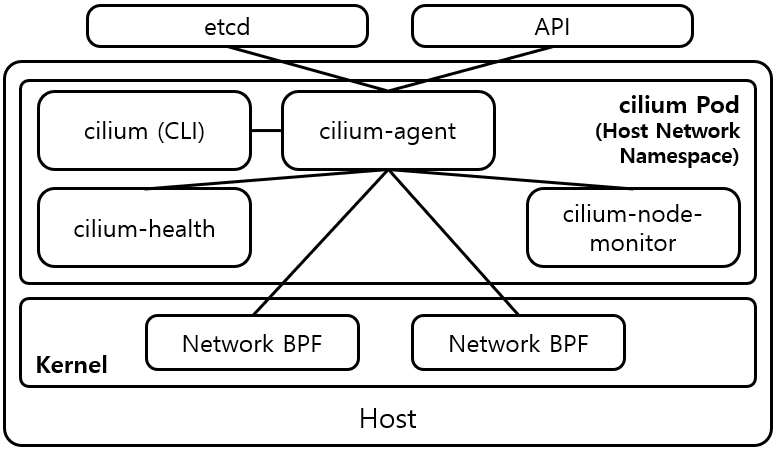 etcd
API
cilium (CLI)
cilium-agent
cilium Pod
(Host Network
Namespace)
cilium-health
cilium-node-
monitor
Kernel
Network BPF
Network BPF
Host